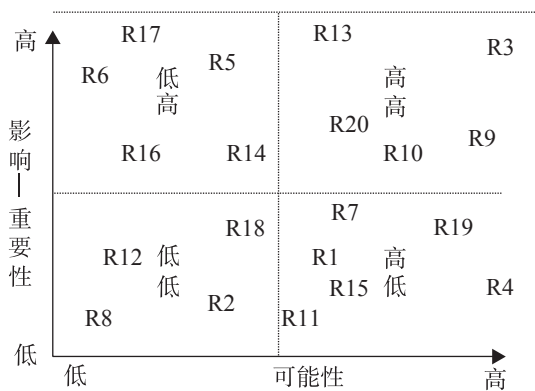 高
R17
R13
R3
R6
R5
低
高
高
高
R20
R9
R16
R14
R10
影响—重要性
R7
R18
R19
R12
低
低
R1
高
低
R15
R4
R8
R2
R11
低
低
可能性
高